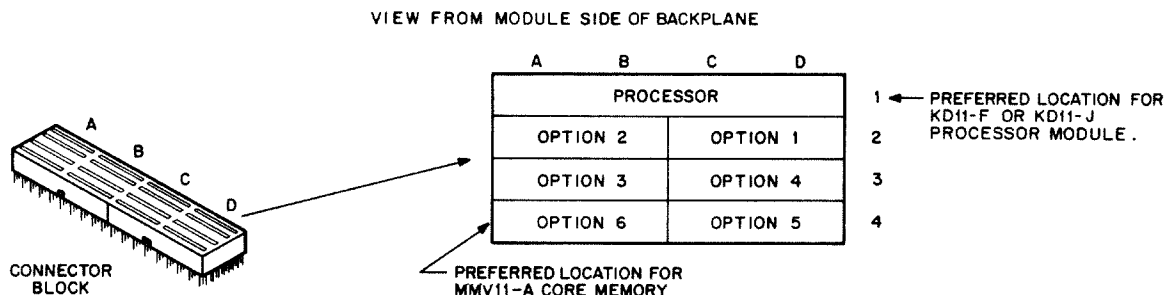 VIEW FROM MODULE SIDE OF BACKPLANE
A B C D
PROCESSOR 1
PREFERRED LOCATION FOR
KD11-F OR KD11-J
PROCESSOR MODULE.
OPTION 2 OPTION 1 2
OPTION 3 OPTION 4 3
OPTION 6 OPTION 5 4
A
B
C
D
CONNECTOR
BLOCK
PREFERRED LOCATION FOR
MMV11-A CORE MEMORY